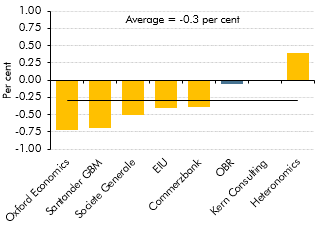 Average = -0.3 per cent
Per cent
1.00
0.75
0.50
0.25
0.00
-0.25
-0.50
-0.75
-1.00
Oxford Economics
Santander GBM
Societe Generale
EIU
Commerzbank
OBR
Kern Consulting
Heteronomics